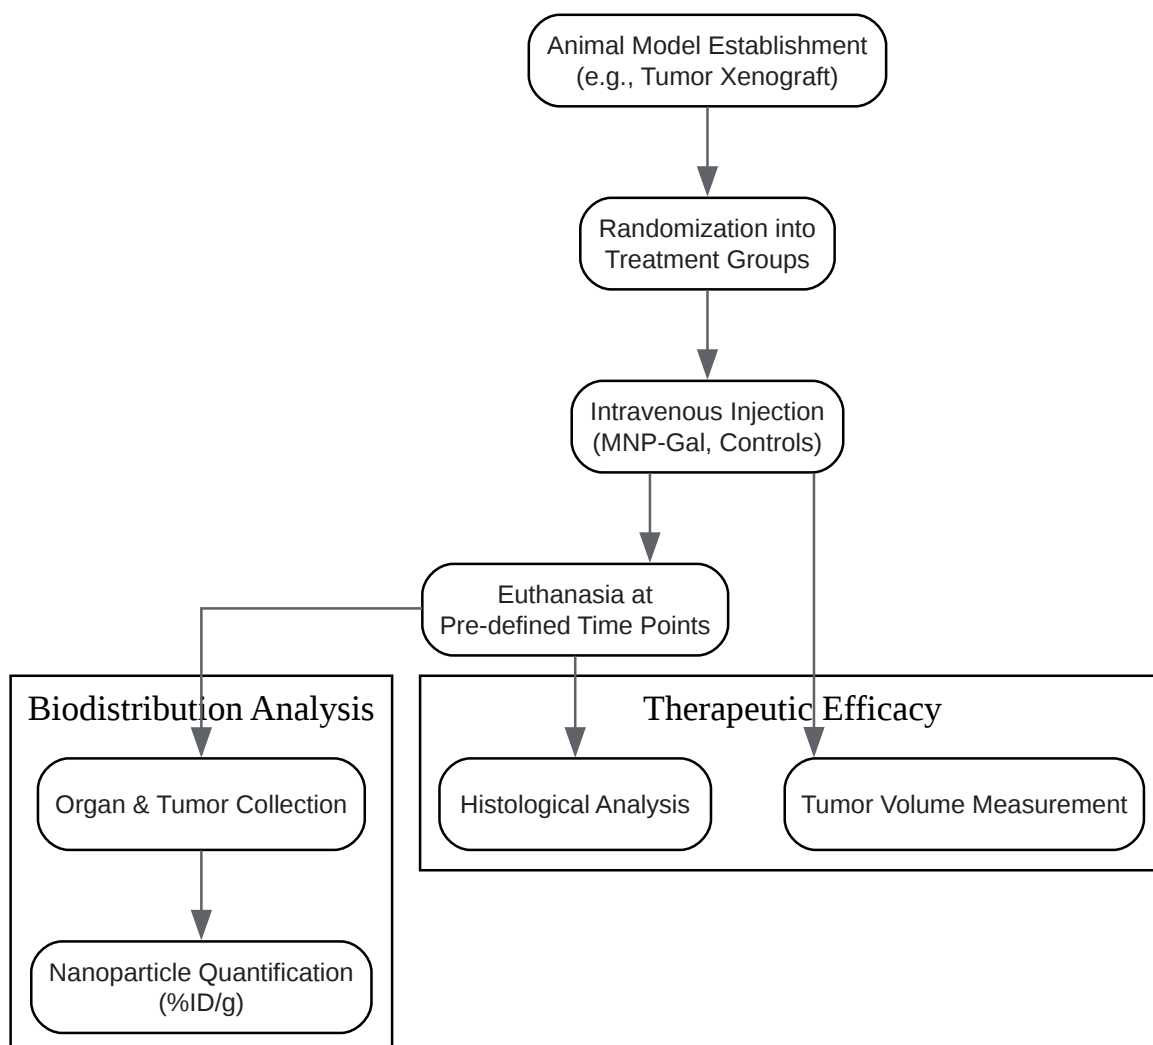 Animal Model Establishment
(e.g., Tumor Xenograft)
Randomization into
Treatment Groups
Intravenous Injection
(MNP-Gal, Controls)
Euthanasia at
Pre-defined Time Points
Biodistribution Analysis
Therapeutic Efficacy
Organ & Tumor Collection
Histological Analysis
Tumor Volume Measurement
Nanoparticle Quantification
(%ID/g)